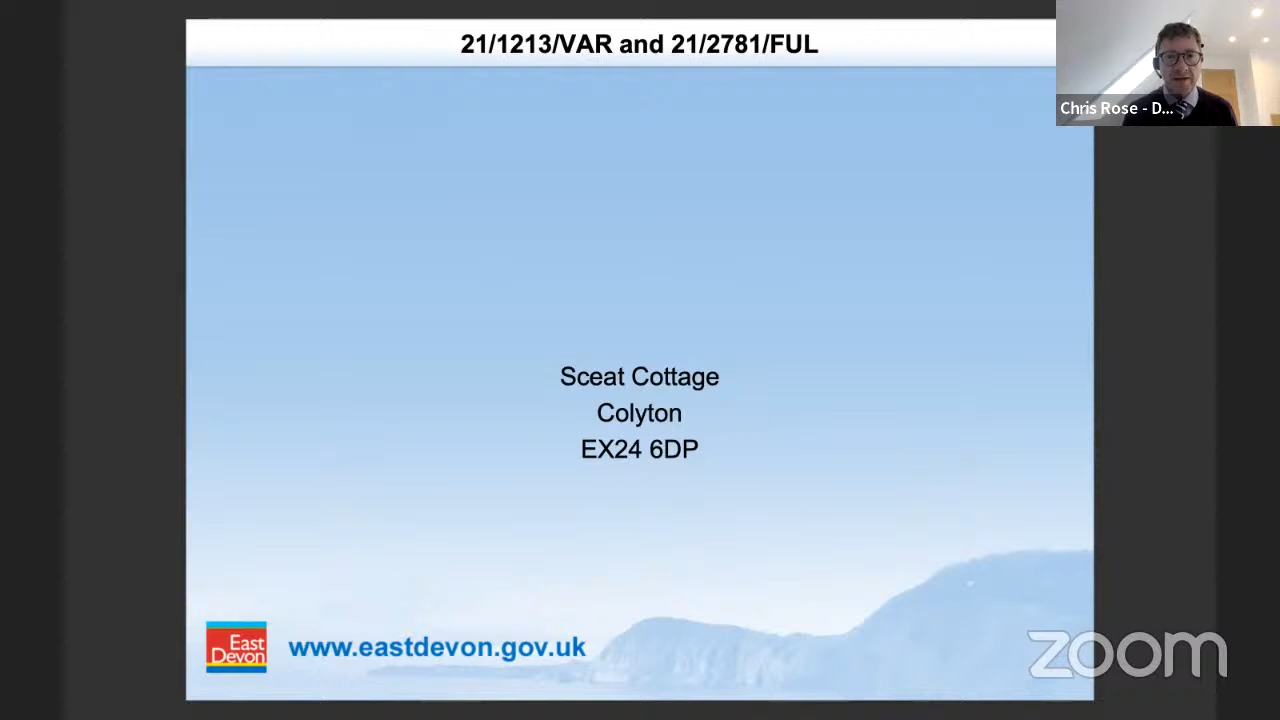 21/1213/VAR and 21/2781/FUL
Chris Rose - D...
Sceat Cottage
Colyton
EX24 6DP
East
Devon
www.eastdevon.gov.uk
zoom